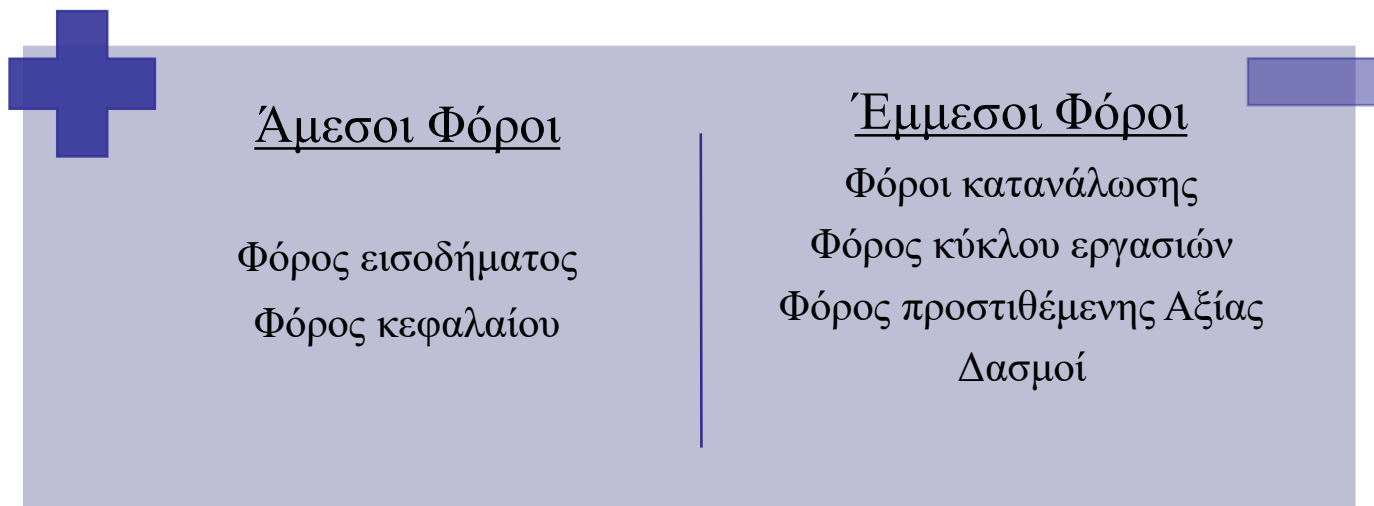 Άμεσοι Φόροι
Φόρος εισοδήματος
Φόρος κεφαλαίου
Έμμεσοι Φόροι
Φόροι κατανάλωσης
Φόρος κύκλου εργασιών
Φόρος προστιθέμενης Αξίας
Δασμοί